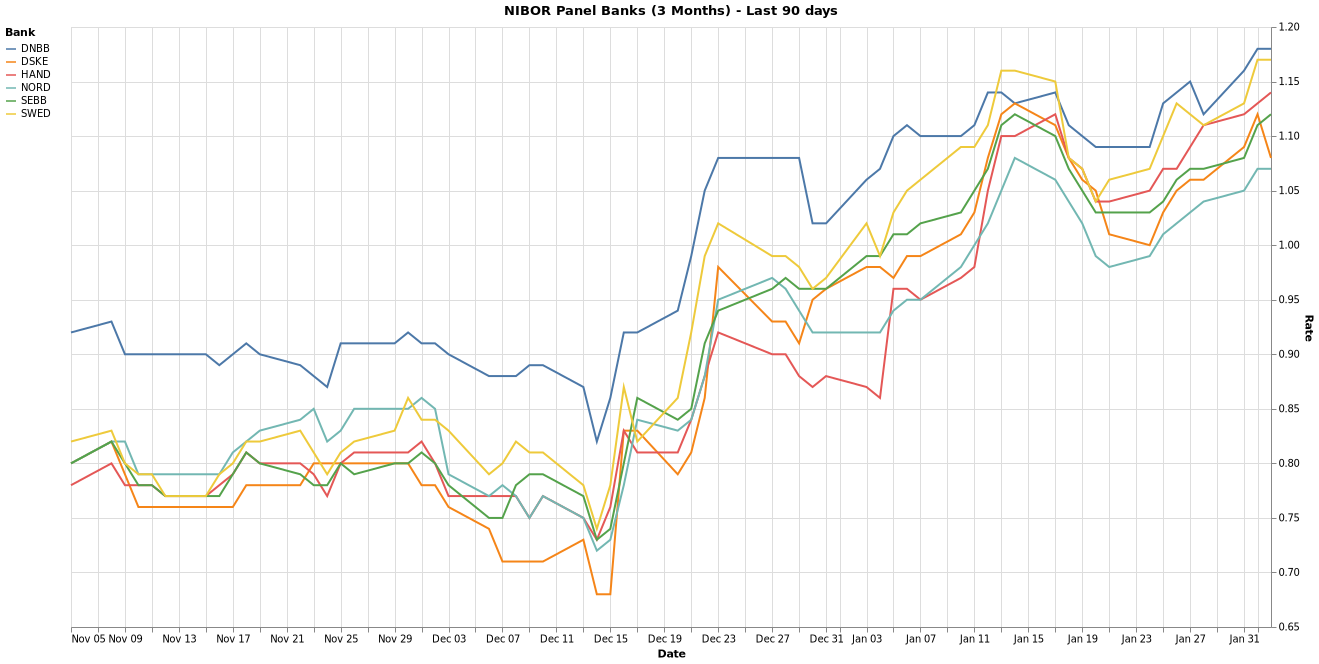 NIBOR Panel Banks (3 Months) - Last 90 days
Bank
DNBB
DSKE
HAND
NORD
SEBB
SWED
1.20
1.15
1.10
1.05
1.00
0.95
0.90
0.85
0.80
0.75
0.70
0.65
Rate
Nov 05 Nov 09 Nov 13 Nov 17 Nov 21 Nov 25 Nov 29 Dec 03 Dec 07 Dec 11 Dec 15 Dec 19 Dec 23 Dec 27 Dec 31 Jan 03 Jan 07 Jan 11 Jan 15 Jan 19 Jan 23 Jan 27 Jan 31
Date